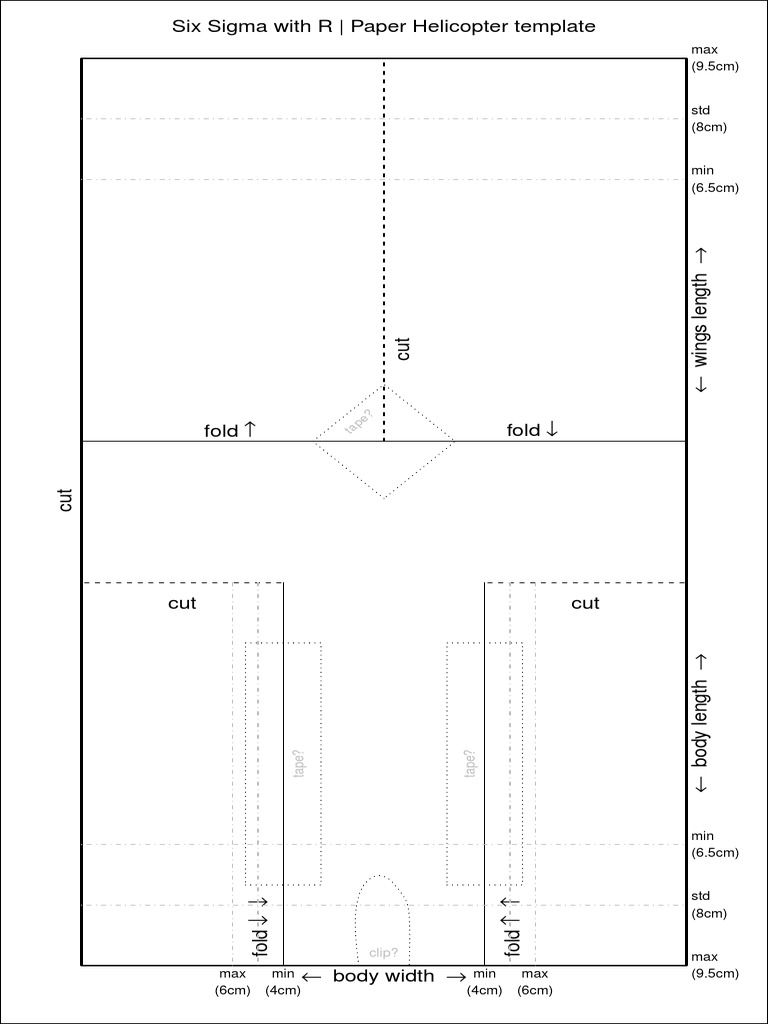 Six Sigma with R | Paper Helicopter template
max
(9.5cm)
std
(8cm)
min
(6.5cm)
← wings length →
cut
tape?
fold ↑
fold ↓
cut
cut
cut
← body length →
tape?
tape?
min
(6.5cm)
std
(8cm)
→
←
fold →
fold ←
clip?
max
(9.5cm)
max
(6cm)
min
(4cm)
← body width →
min
(4cm)
max
(6cm)